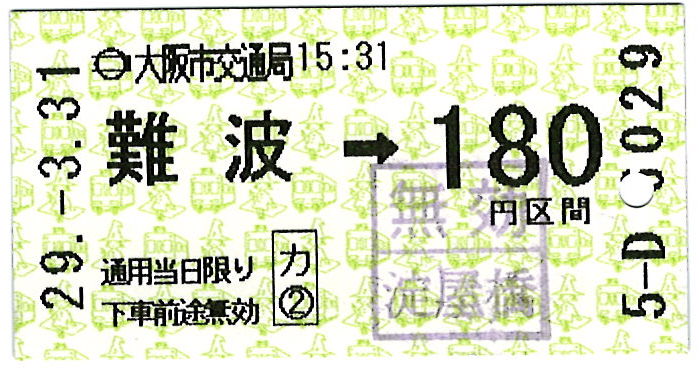 大阪市交通局15:31
難波→180
円区間
通用当日限り
下車前途無効
カ
②
29.-3.31
5-D
029
無効
淀屋橋